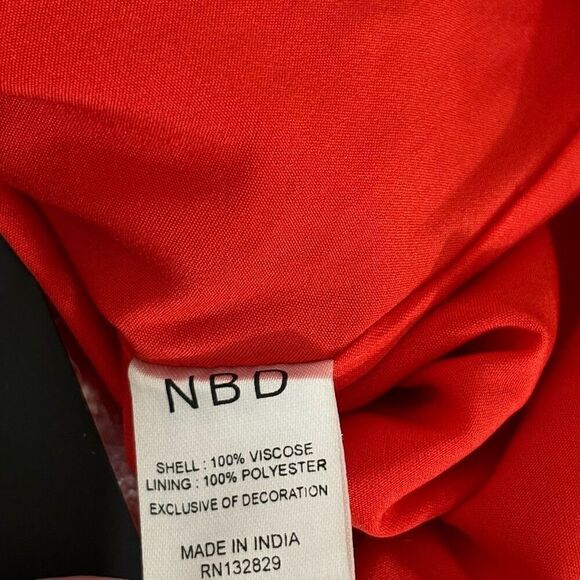 NBD
SHELL : 100% VISCOSE
LINING : 100% POLYESTER
EXCLUSIVE OF DECORATION
MADE IN INDIA
RN132829